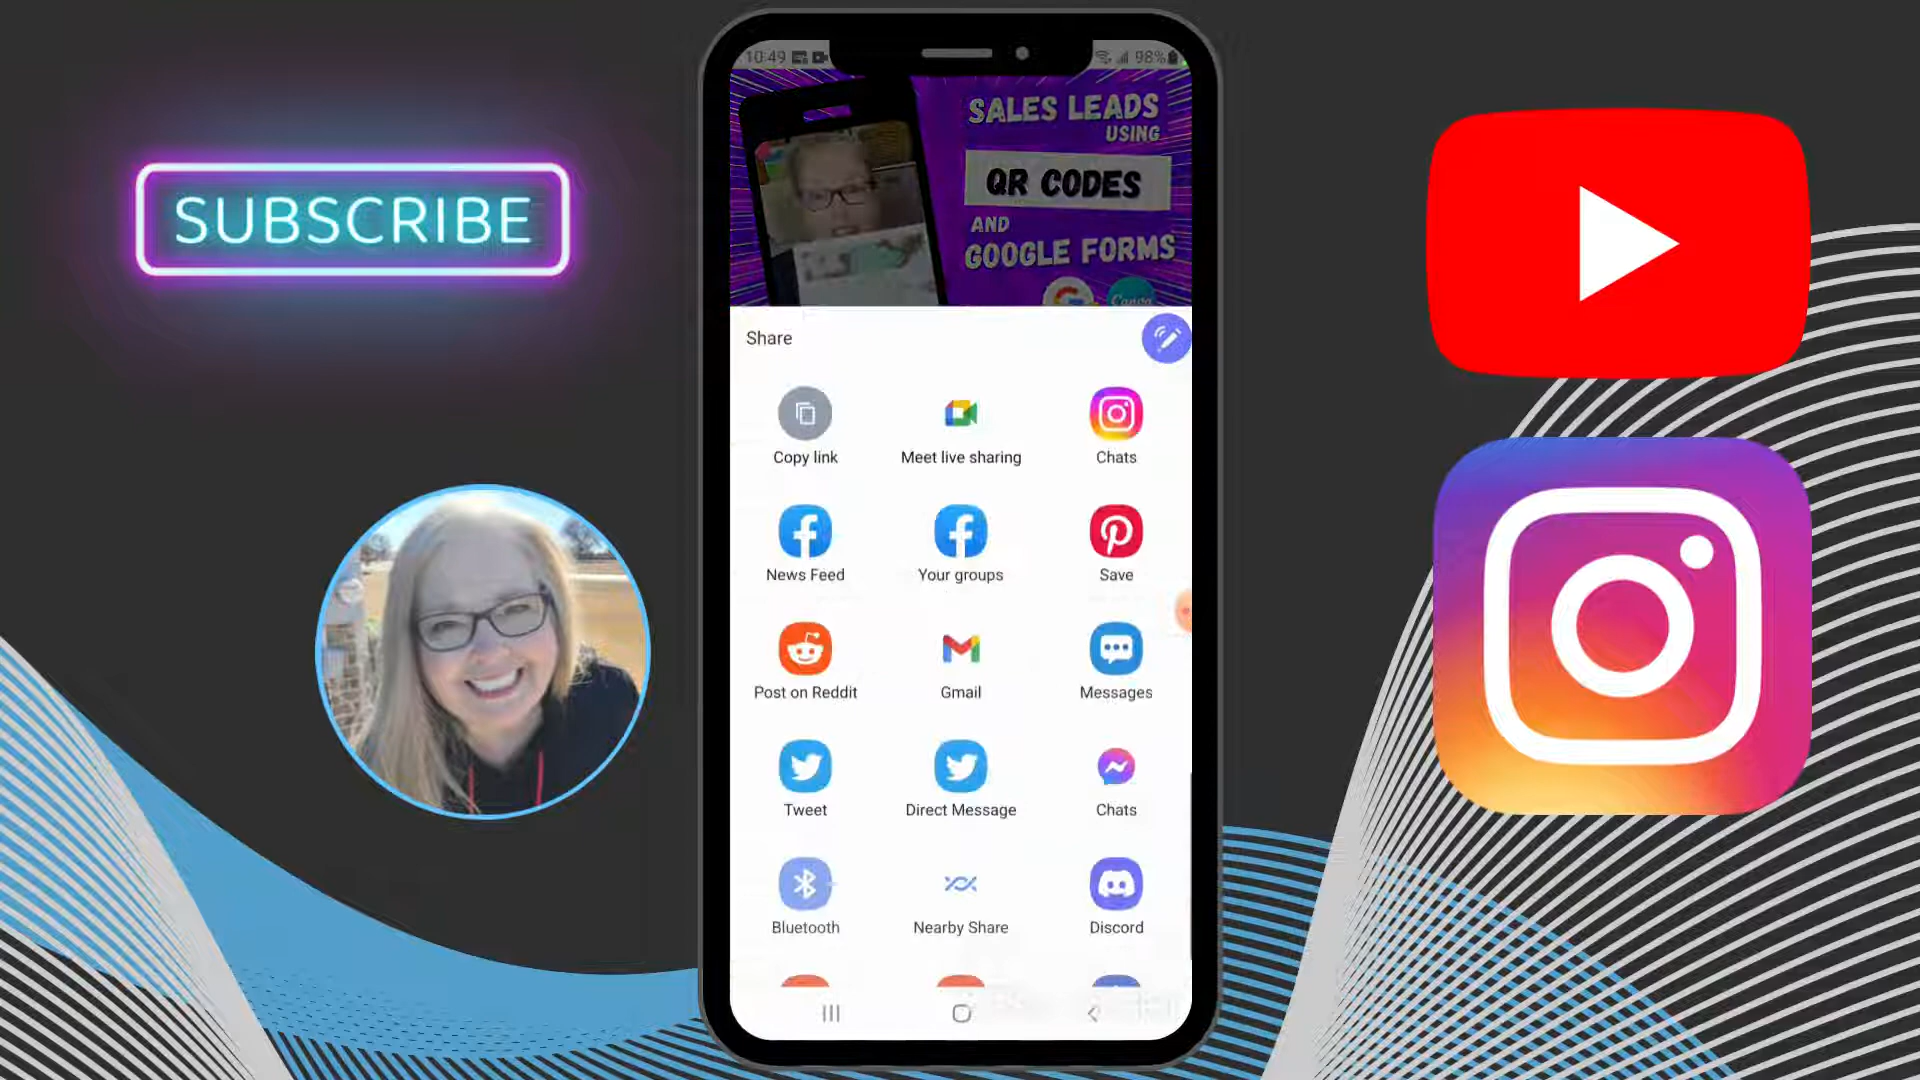 SUBSCRIBE
10:49
98%
SALES LEADS
USING
QR CODES
AND
GOOGLE FORMS
Canva
Share
Copy link
Meet live sharing
Chats
News Feed
Your groups
Save
Post on Reddit
Gmail
Messages
Tweet
Direct Message
Chats
Bluetooth
Nearby Share
Discord